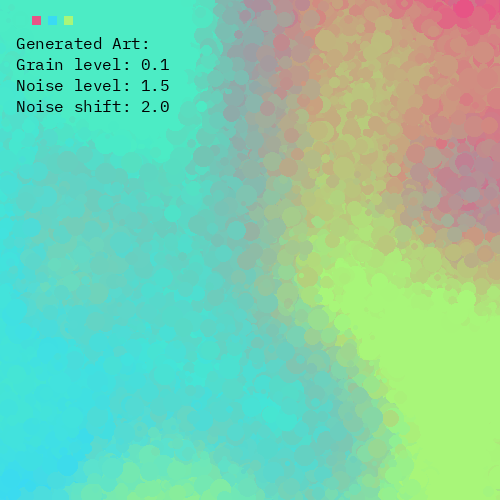 Generated Art:
Grain level: 0.1
Noise level: 1.5
Noise shift: 2.0